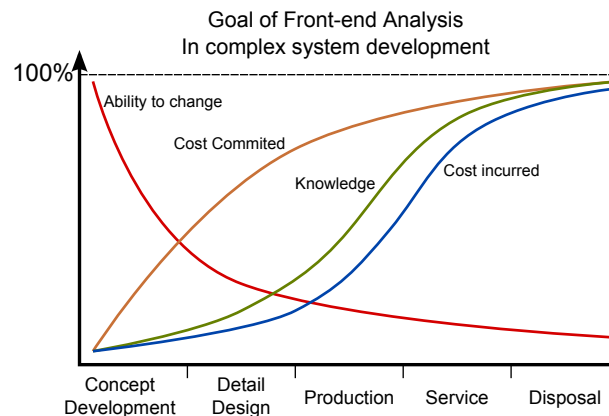 Goal of Front-end Analysis
In complex system development
100%
Ability to change
Cost Commited
Knowledge
Cost incurred
Concept
Development
Detail
Design
Production
Service
Disposal